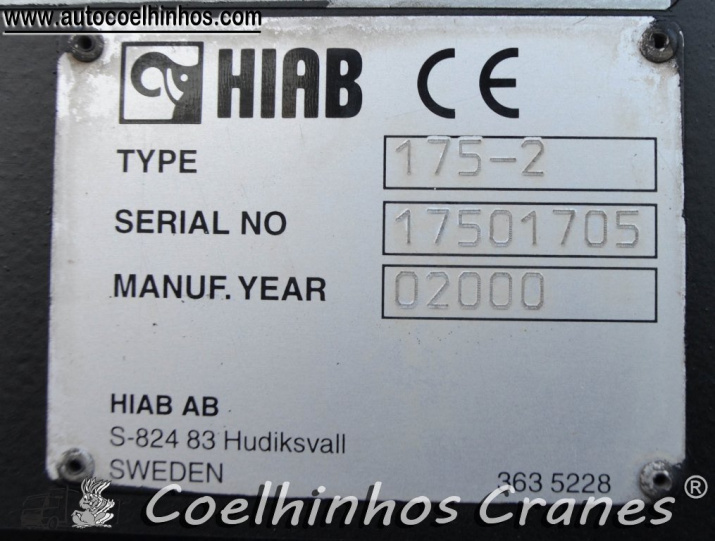 www.autocoelhinhos.com
HIAB CE
TYPE 175-2
SERIAL NO 17501705
MANUF. YEAR 02000
HIAB AB
S-824 83 Hudiksvall
SWEDEN 363 5228
Coelhinhos Cranes ®